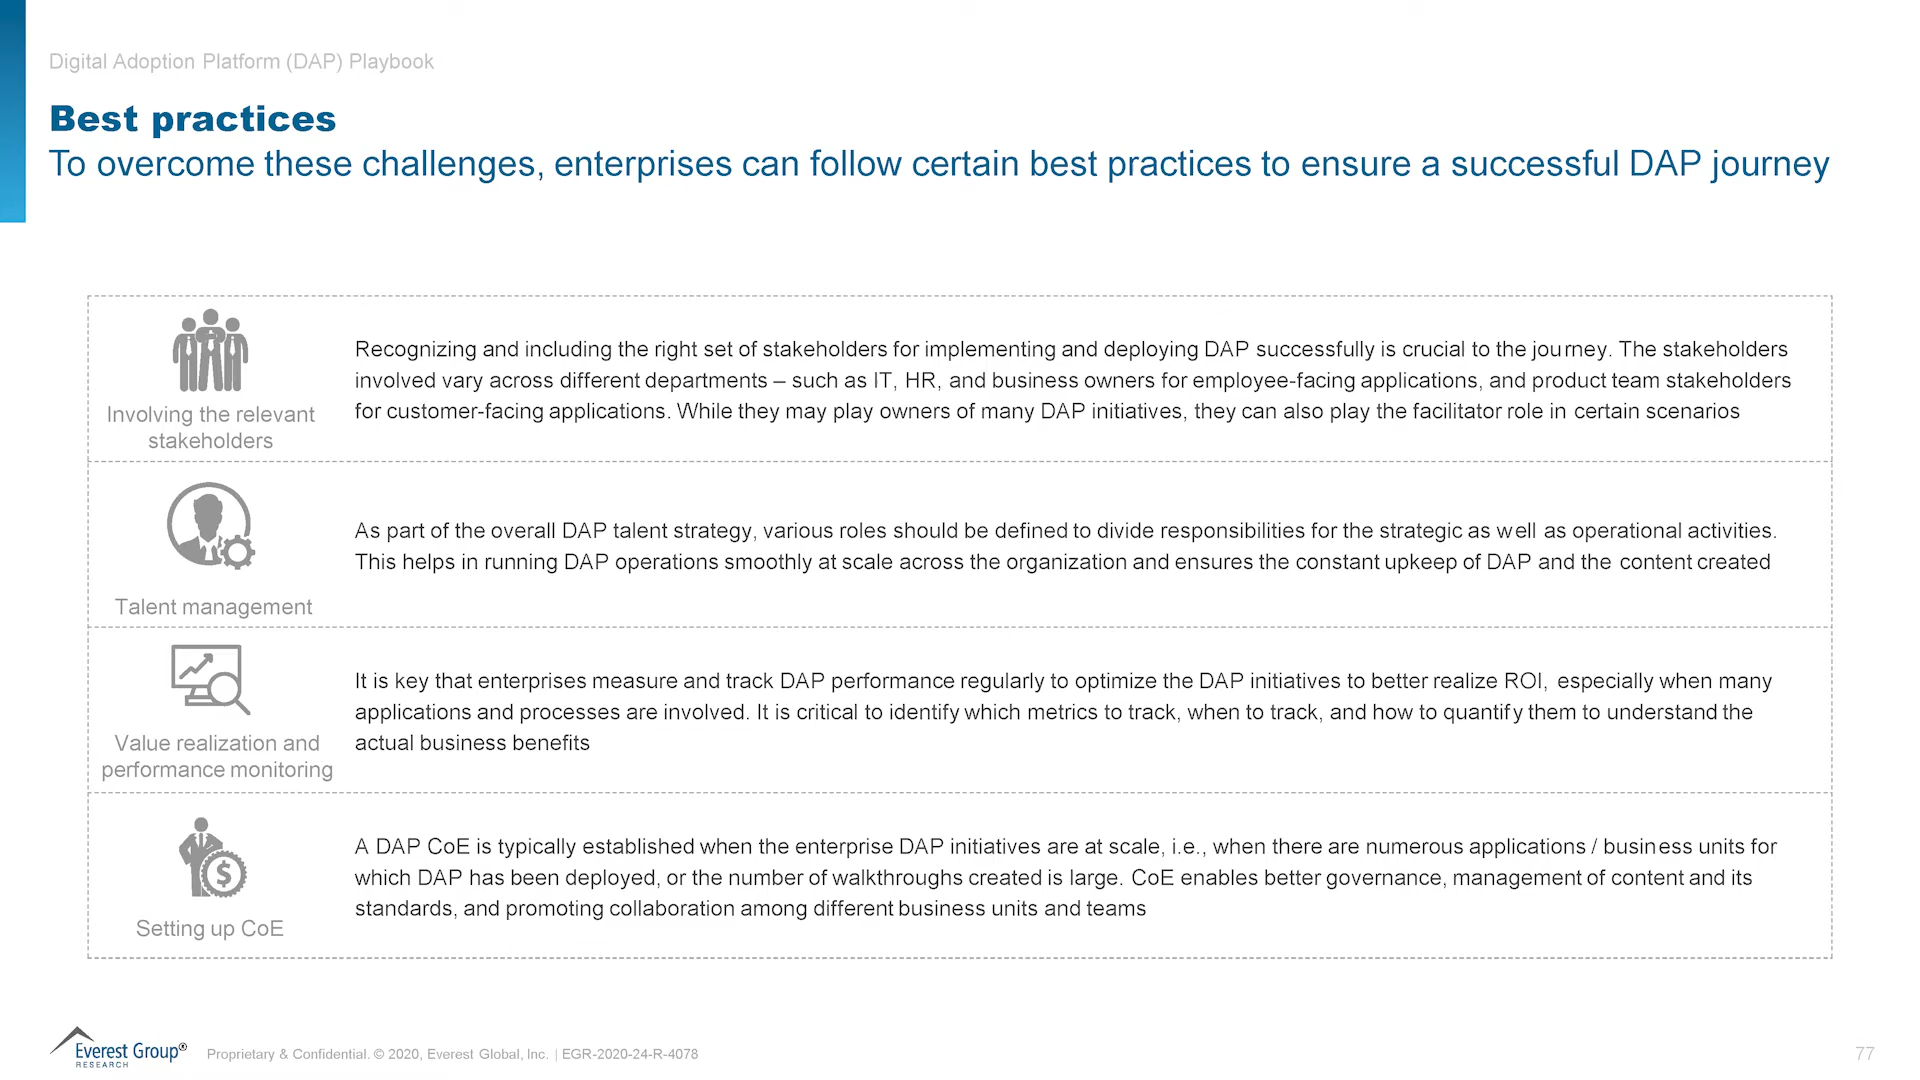 Digital Adoption Platform (DAP) Playbook
Best practices
To overcome these challenges, enterprises can follow certain best practices to ensure a successful DAP journey
Involving the relevant
stakeholders
Recognizing and including the right set of stakeholders for implementing and deploying DAP successfully is crucial to the journey. The stakeholders
involved vary across different departments – such as IT, HR, and business owners for employee-facing applications, and product team stakeholders
for customer-facing applications. While they may play owners of many DAP initiatives, they can also play the facilitator role in certain scenarios
Talent management
As part of the overall DAP talent strategy, various roles should be defined to divide responsibilities for the strategic as well as operational activities.
This helps in running DAP operations smoothly at scale across the organization and ensures the constant upkeep of DAP and the content created
Value realization and
performance monitoring
It is key that enterprises measure and track DAP performance regularly to optimize the DAP initiatives to better realize ROI, especially when many
applications and processes are involved. It is critical to identify which metrics to track, when to track, and how to quantify them to understand the
actual business benefits
$
Setting up CoE
A DAP CoE is typically established when the enterprise DAP initiatives are at scale, i.e., when there are numerous applications / business units for
which DAP has been deployed, or the number of walkthroughs created is large. CoE enables better governance, management of content and its
standards, and promoting collaboration among different business units and teams
Everest Group®
RESEARCH
Proprietary & Confidential. © 2020, Everest Global, Inc. | EGR-2020-24-R-4078
77